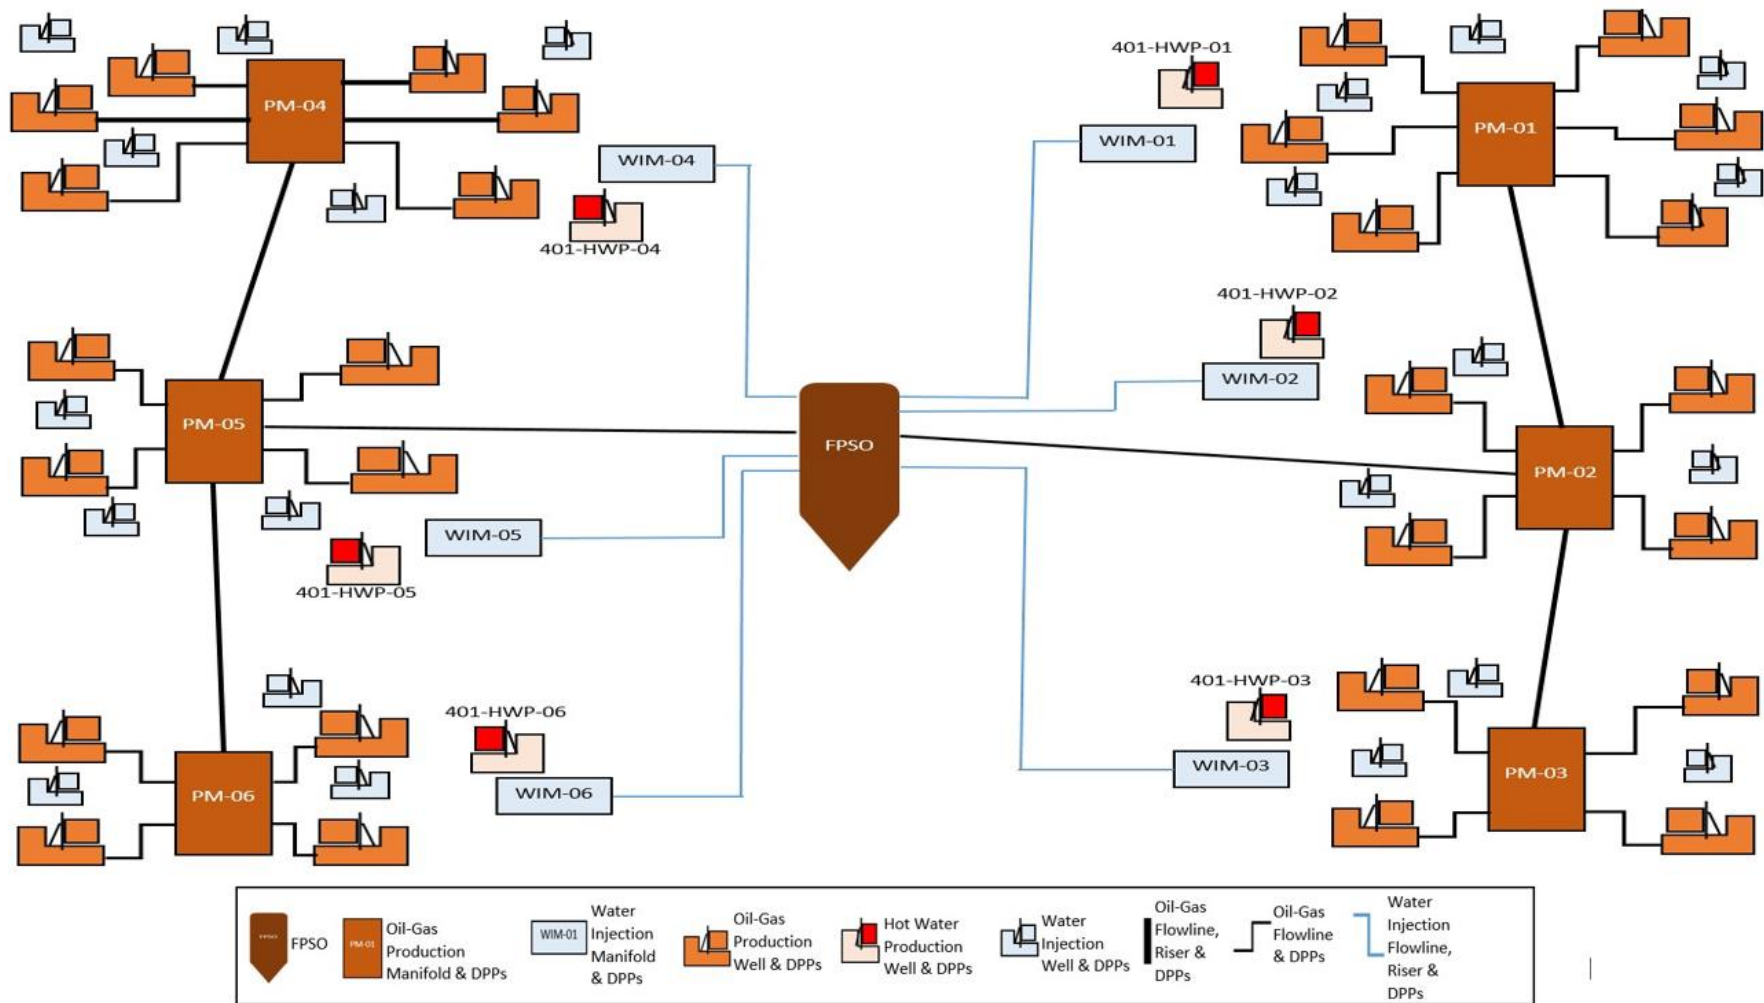 401-HWP-01
PM-04
PM-01
WIM-04
WIM-01
401-HWP-04
401-HWP-02
WIM-02
PM-05
FPSO
PM-02
WIM-05
401-HWP-05
401-HWP-03
401-HWP-06
WIM-03
PM-03
WIM-06
PM-06
FPSO
FPSO
PM-01
Oil-Gas
Production
Manifold & DPPs
WIM-01
Water
Injection
Manifold
& DPPs
Oil-Gas
Production
Well & DPPs
Hot Water
Production
Well & DPPs
Water
Injection
Well & DPPs
Oil-Gas
Flowline,
Riser &
DPPs
Oil-Gas
Flowline
& DPPs
Water
Injection
Flowline,
Riser &
DPPs